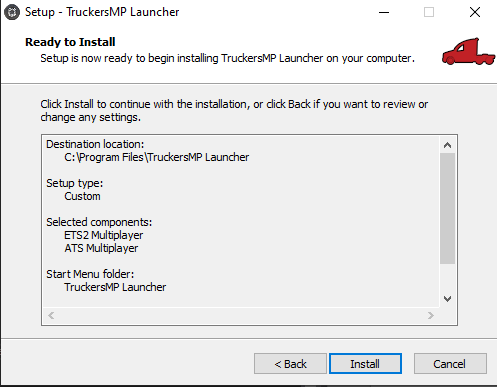 Setup - TruckersMP Launcher
Ready to Install
Setup is now ready to begin installing TruckersMP Launcher on your computer.
Click Install to continue with the installation, or click Back if you want to review or
change any settings.
Destination location:
C:\Program Files\TruckersMP Launcher
Setup type:
Custom
Selected components:
ETS2 Multiplayer
ATS Multiplayer
Start Menu folder:
TruckersMP Launcher
< Back
Install
Cancel